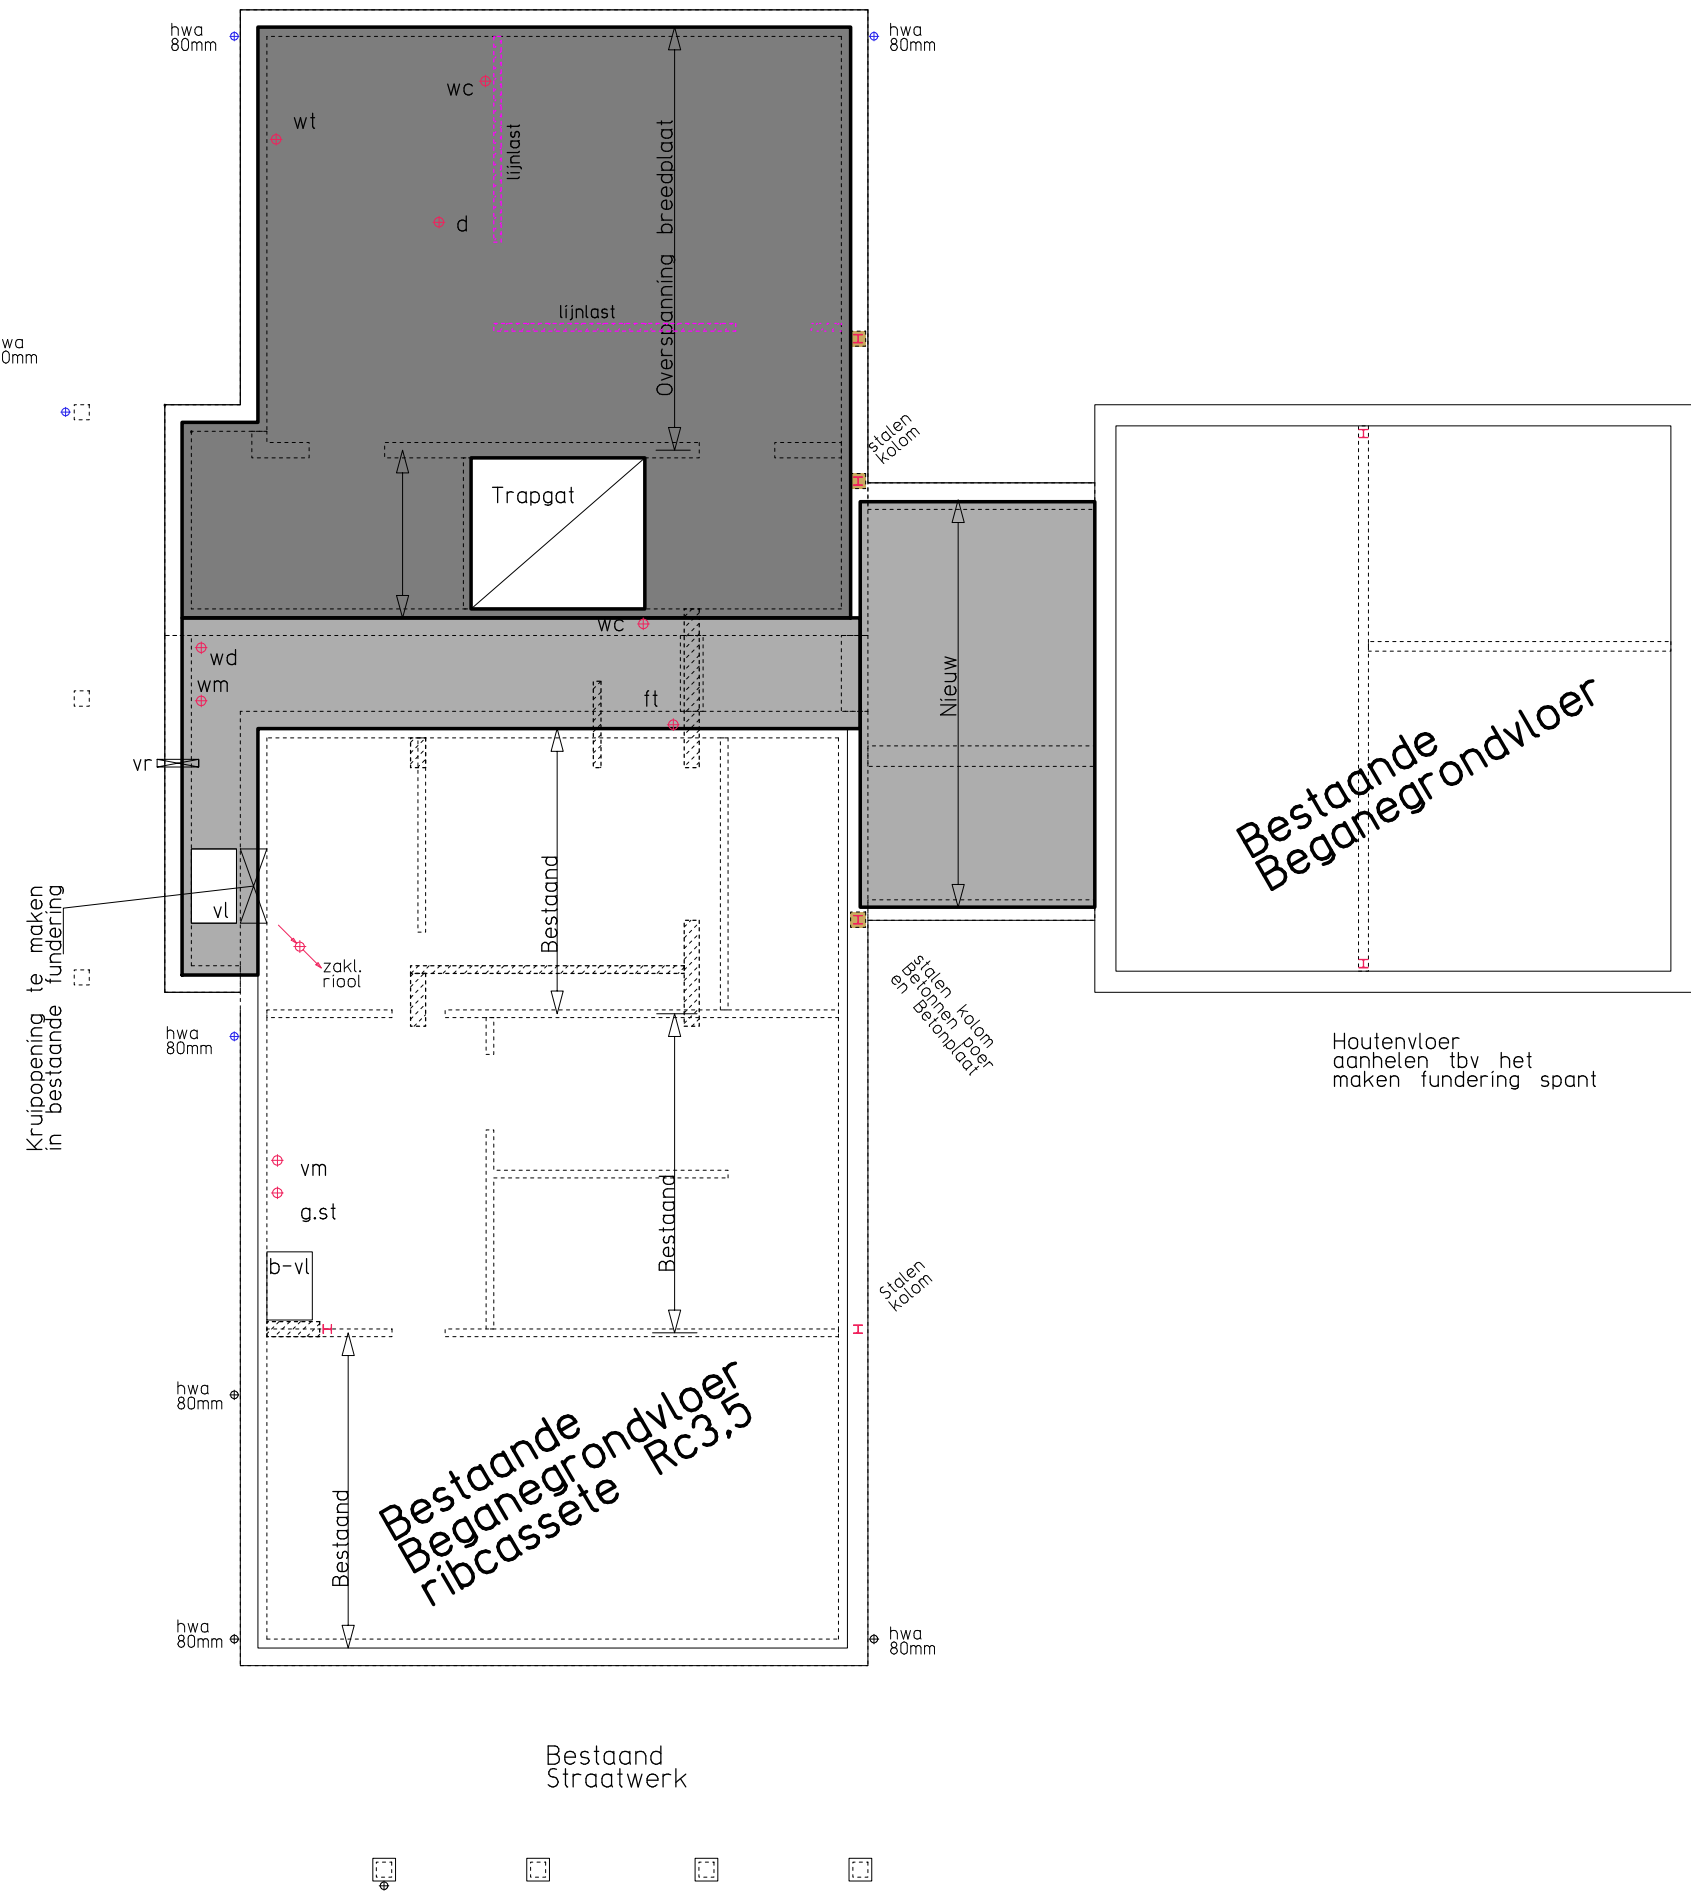 hwa
80mm
hwa
80mm
wc
wt
lijnlast
d
Overspanning breedplaat
lijnlast
wa
0mm
stalen
kolom
Trapgat
wc
wd
wm
ft
Nieuw
vr
Bestaande
Beganegrondvloer
Bestaand
vl
Kruipopening te maken
in bestaande fundering
zakl.
riool
stalen kolom
Betonnen poer
en Betonplaat
hwa
80mm
Houtenvloer
aanhelen tbv het
maken fundering spant
vm
g.st
Bestaand
b-vl
Stalen
kolom
hwa
80mm
Bestaande
Beganegrondvloer
ribcassete Rc3,5
Bestaand
hwa
80mm
hwa
80mm
Bestaand
Straatwerk